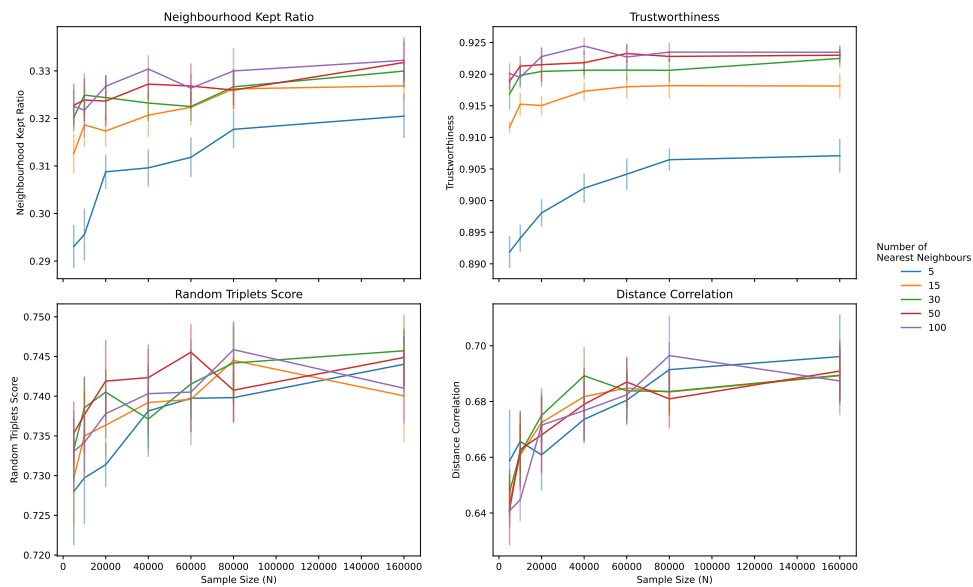 Neighbourhood Kept Ratio
Neighbourhood Kept Ratio
0.33
0.32
0.31
0.30
0.29
Trustworthiness
Trustworthiness
0.925
0.920
0.915
0.910
0.905
0.900
0.895
0.890
Random Triplets Score
Random Triplets Score
0.750
0.745
0.740
0.735
0.730
0.725
0.720
0 20000 40000 60000 80000 100000 120000 140000 160000
Sample Size (N)
Distance Correlation
Distance Correlation
0.70
0.68
0.66
0.64
0 20000 40000 60000 80000 100000 120000 140000 160000
Sample Size (N)
Number of
Nearest Neighbours
5
15
30
50
100